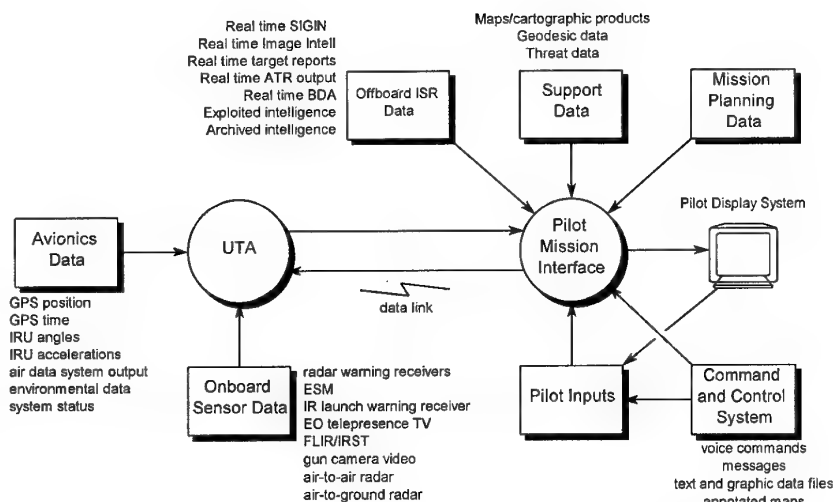 Real time SIGIN
Real time Image Intell
Real time target reports
Real time ATR output
Real time BDA
Exploited intelligence
Archived intelligence
Offboard ISR
Data
Maps/cartographic products
Geodesic data
Threat data
Support
Data
Mission
Planning
Data
Pilot Display System
Avionics
Data
UTA
Pilot
Mission
Interface
data link
GPS position
GPS time
IRU angles
IRU accelerations
air data system output
environmental data
system status
Onboard
Sensor Data
radar warning receivers
ESM
IR launch warning receiver
EO telepresence TV
FLIR/IRST
gun camera video
air-to-air radar
air-to-ground radar
Pilot Inputs
Command
and Control
System
voice commands
messages
text and graphic data files
annotated maps